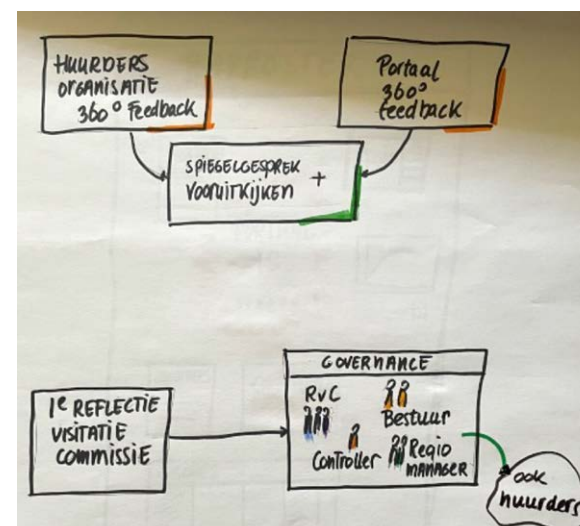 HUURDERS
ORGANISATIE
360° Feedback
Portaal
360°
feedback
SPIEGELGESPREK
VOORUITKIJKEN +
GOVERNANCE
1e REFLECTIE
VISITATIE
COMMISSIE
RvC
Bestuur
Controller
Regio
MANAGER
ook
huurders